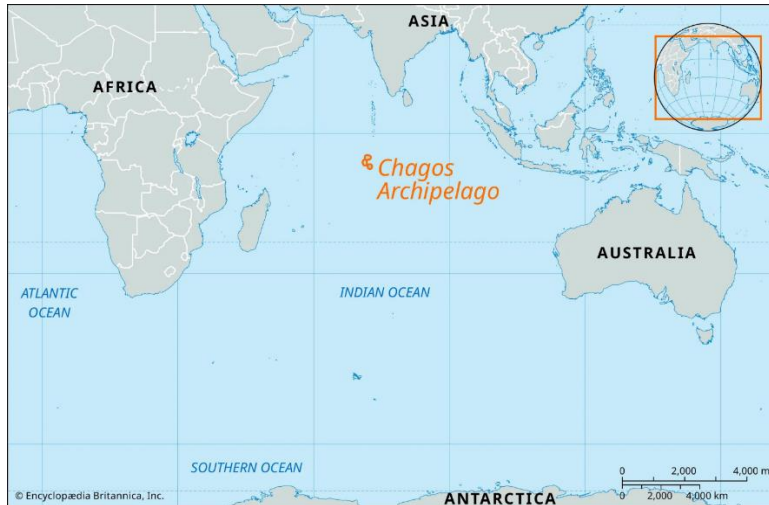 ASIA
AFRICA
Chagos
Archipelago
AUSTRALIA
ATLANTIC
OCEAN
INDIAN OCEAN
SOUTHERN OCEAN
0 2,000 4,000 m
0 2,000 4,000 km
© Encyclopædia Britannica, Inc.
ANTARCTICA